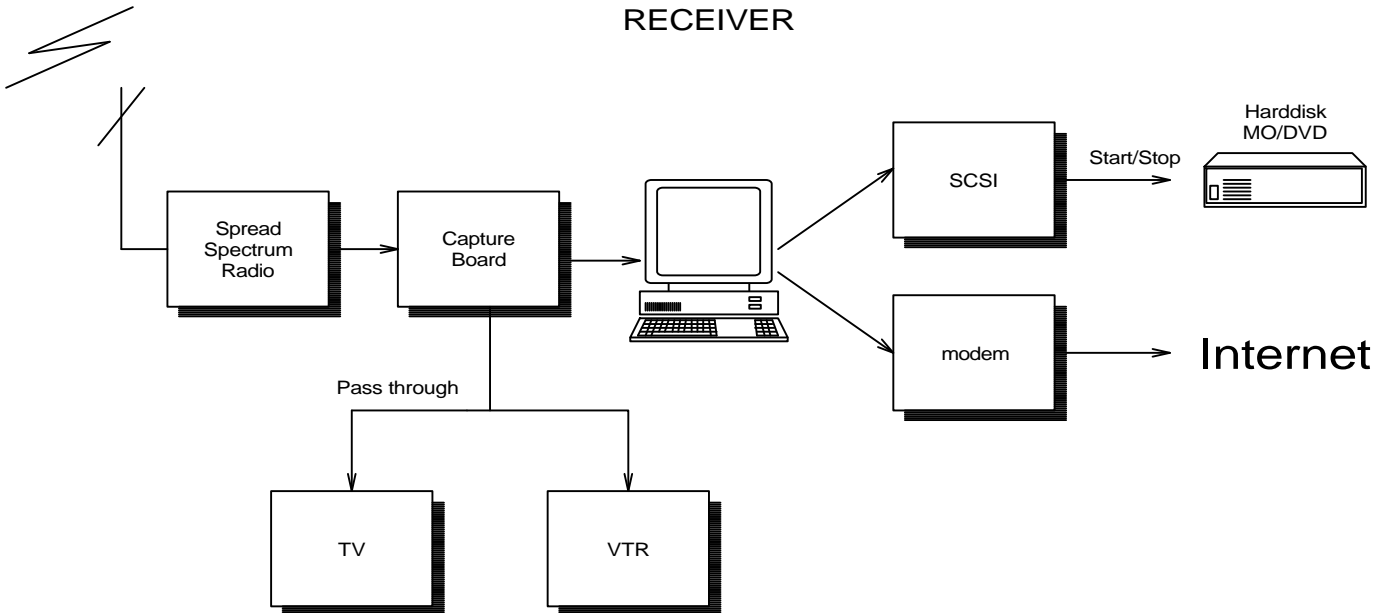 RECEIVER
Harddisk
MO/DVD
Start/Stop
SCSI
Spread
Spectrum
Radio
Capture
Board
modem
Internet
Pass through
TV
VTR